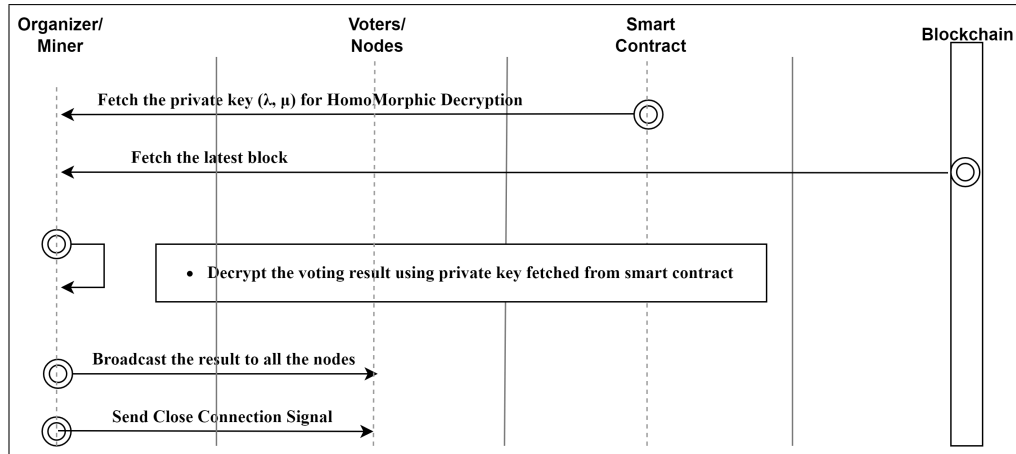 Organizer/
Miner
Voters/
Nodes
Smart
Contract
Blockchain
Fetch the private key (λ, μ) for HomoMorphic Decryption
Fetch the latest block
• Decrypt the voting result using private key fetched from smart contract
Broadcast the result to all the nodes
Send Close Connection Signal